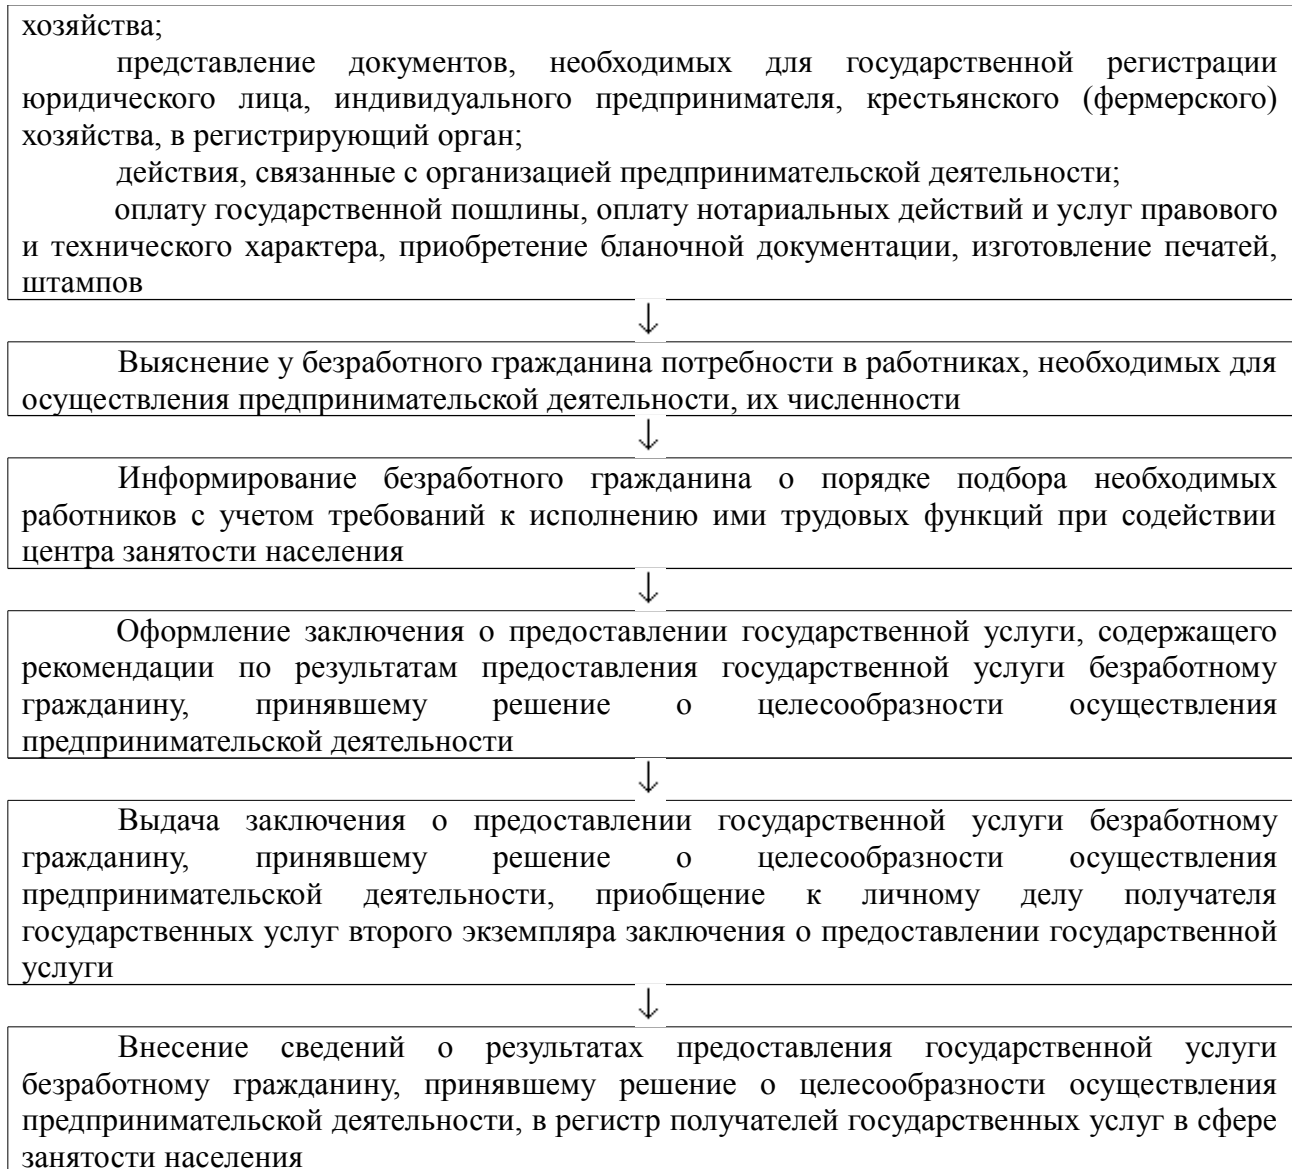 хозяйства;
представление документов, необходимых для государственной регистрации
юридического лица, индивидуального предпринимателя, крестьянского (фермерского)
хозяйства, в регистрирующий орган;
действия, связанные с организацией предпринимательской деятельности;
оплату государственной пошлины, оплату нотариальных действий и услуг правового
и технического характера, приобретение бланочной документации, изготовление печатей,
штампов
↓
Выяснение у безработного гражданина потребности в работниках, необходимых для
осуществления предпринимательской деятельности, их численности
↓
Информирование безработного гражданина о порядке подбора необходимых
работников с учетом требований к исполнению ими трудовых функций при содействии
центра занятости населения
↓
Оформление заключения о предоставлении государственной услуги, содержащего
рекомендации по результатам предоставления государственной услуги безработному
гражданину, принявшему решение о целесообразности осуществления
предпринимательской деятельности
↓
Выдача заключения о предоставлении государственной услуги безработному
гражданину, принявшему решение о целесообразности осуществления
предпринимательской деятельности, приобщение к личному делу получателя
государственных услуг второго экземпляра заключения о предоставлении государственной
услуги
↓
Внесение сведений о результатах предоставления государственной услуги
безработному гражданину, принявшему решение о целесообразности осуществления
предпринимательской деятельности, в регистр получателей государственных услуг в сфере
занятости населения